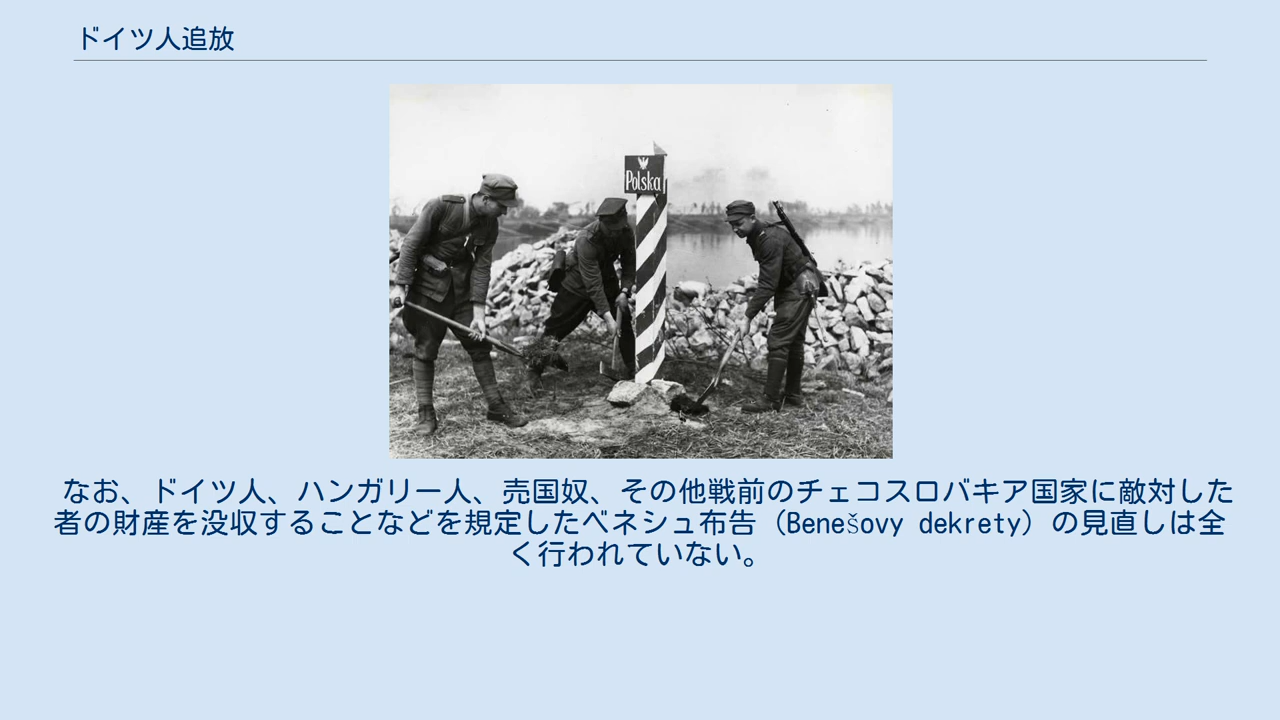 ドイツ人追放
Polska
なお、ドイツ人、ハンガリー人、売国奴、その他戦前のチェコスロバキア国家に敵対した
者の財産を没収することなどを規定したベネシュ布告（Benešovy dekrety）の見直しは全
く行われていない。